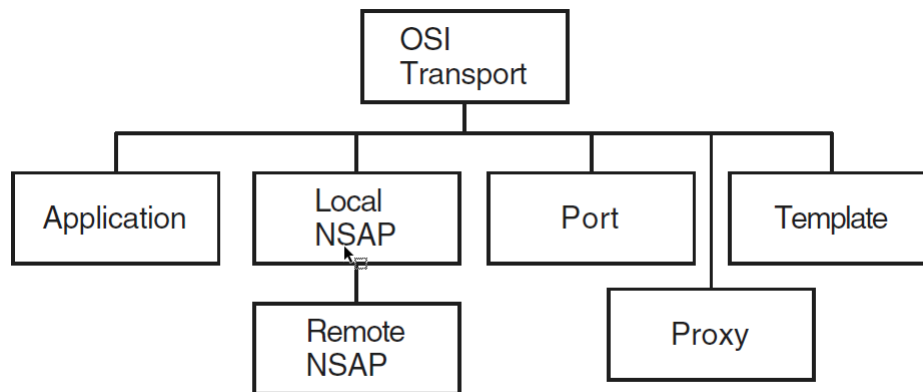 OSI
Transport
Application
Local
NSAP
Port
Template
Remote
NSAP
Proxy